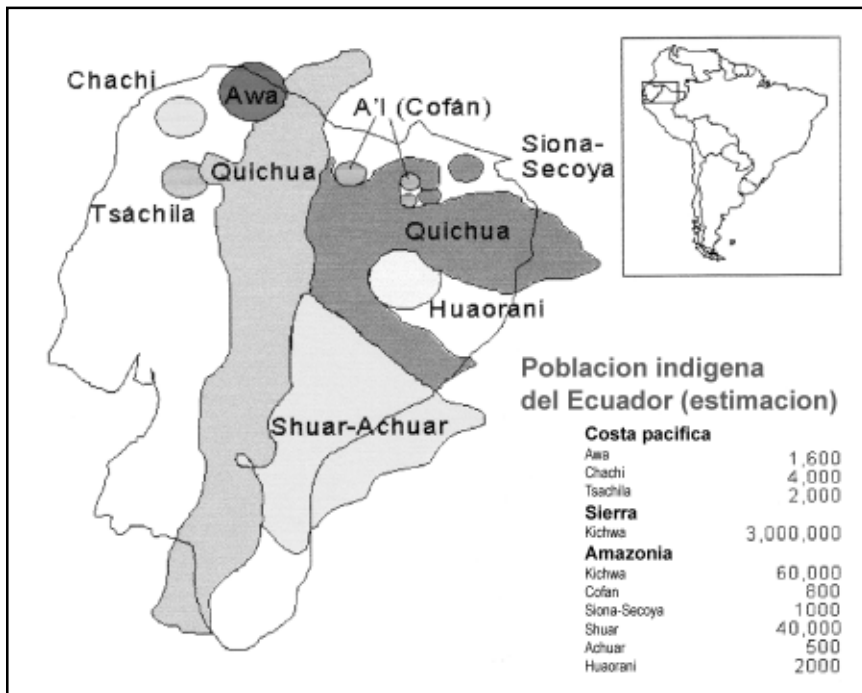 Chachi
Awa
A'I (Cofán)
Siona-
Secoya
Quichua
Tsáchila
Quichua
Huaorani
Shuar-Achuar
Poblacion indigena
del Ecuador (estimacion)
Costa pacifica
Awa 1,600
Chachi 4,000
Tsachila 2,000
Sierra
Kichwa 3,000,000
Amazonia
Kichwa 60,000
Cofan 800
Siona-Secoya 1000
Shuar 40,000
Achuar 500
Huaorani 2000